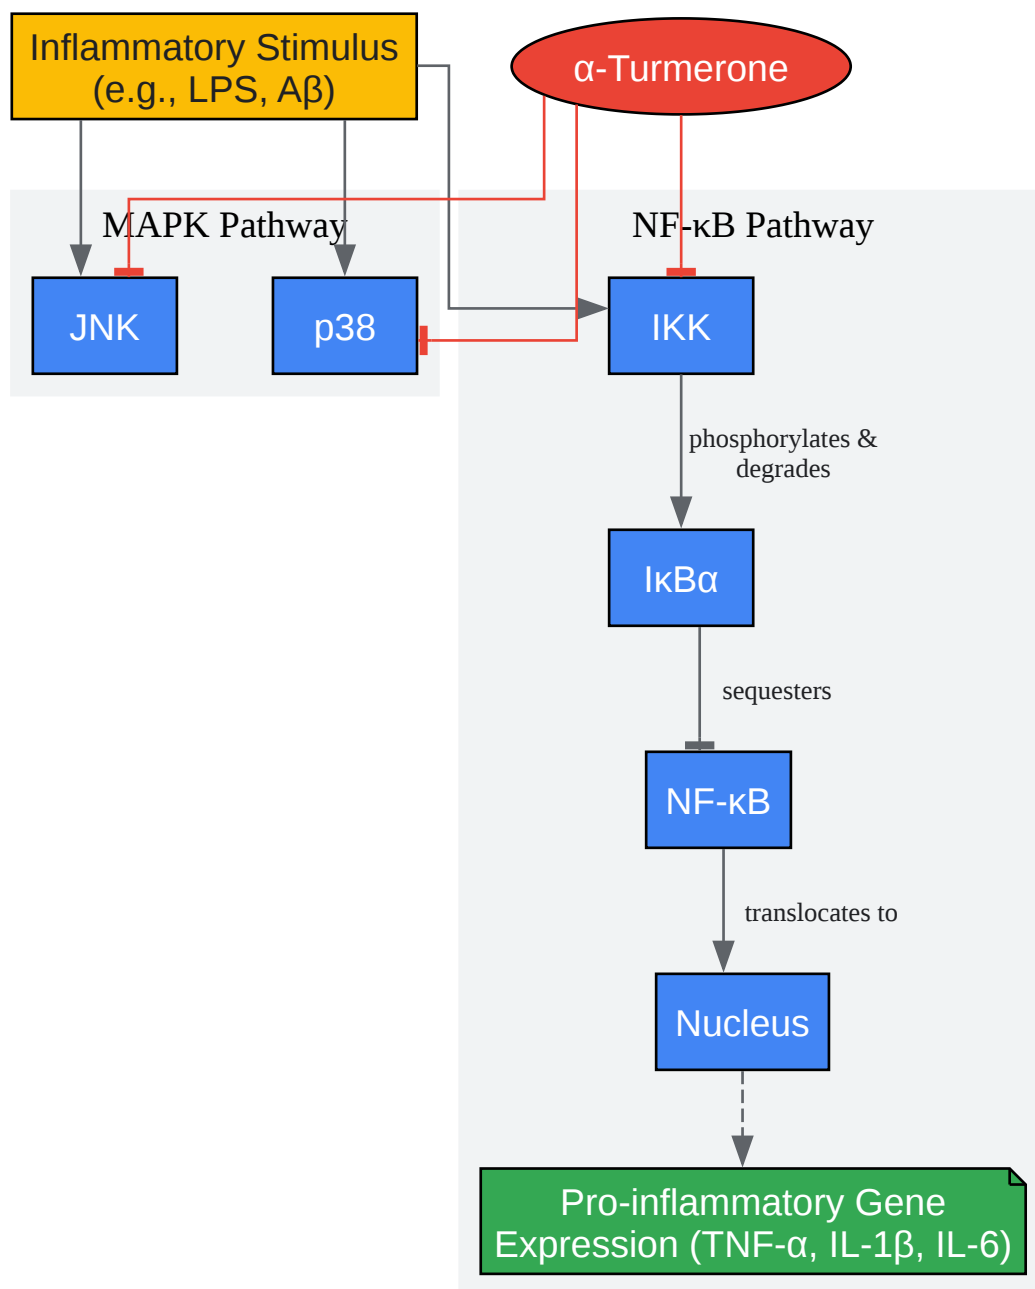 Inflammatory Stimulus
(e.g., LPS, Aβ)
α-Turmerone
MAPK Pathway
NF-κB Pathway
JNK
p38
IKK
phosphorylates &
degrades
IκBα
sequesters
NF-κB
translocates to
Nucleus
Pro-inflammatory Gene
Expression (TNF-α, IL-1β, IL-6)